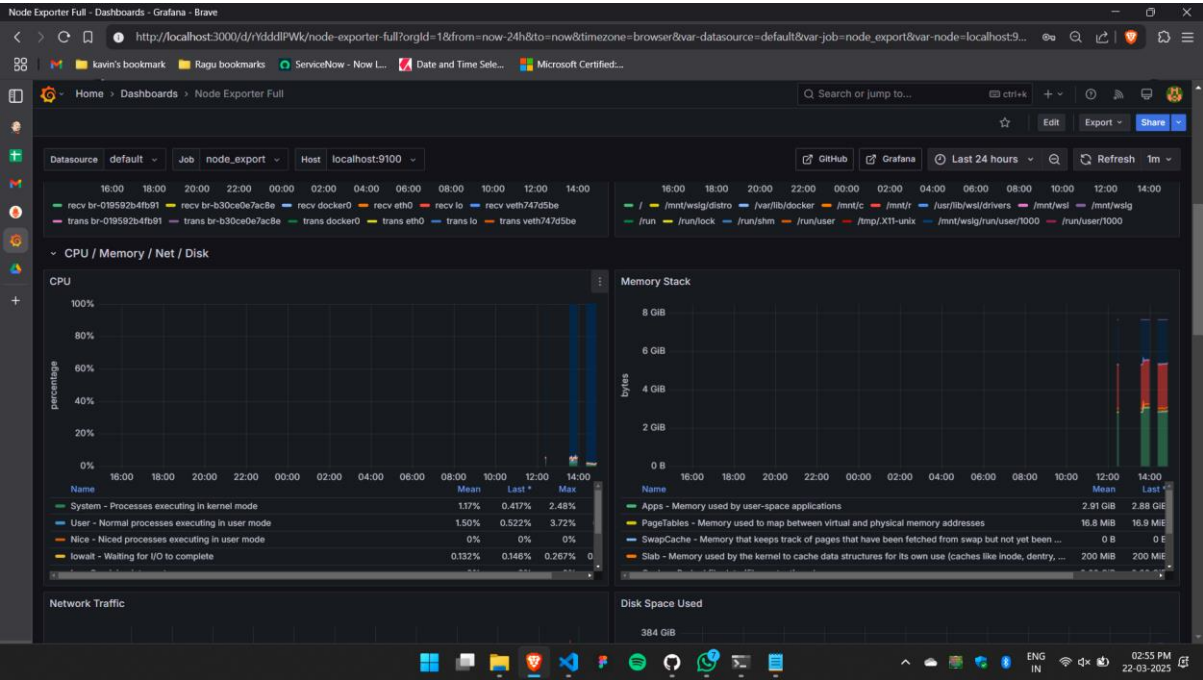 Node Exporter Full - Dashboards - Grafana - Brave
http://localhost:3000/d/rYdddlPWk/node-exporter-full?orgId=1&from=now-24h&to=now&timezone=browser&var-datasource=default&var-job=node_export&var-node=localhost:9...
kavin's bookmark Ragu bookmarks ServiceNow - Now L... Date and Time Sele... Microsoft Certified:...
Home > Dashboards > Node Exporter Full Search or jump to... ctrl+k
Edit Export Share
Datasource default Job node_export Host localhost:9100 GitHub Grafana Last 24 hours Refresh 1m
16:00 18:00 20:00 22:00 00:00 02:00 04:00 06:00 08:00 10:00 12:00 14:00
recv br-019592b4fb91 recv br-b30ce0e7ac8e recv docker0 recv eth0 recv lo recv veth747d5be
trans br-019592b4fb91 trans br-b30ce0e7ac8e trans docker0 trans eth0 trans lo trans veth747d5be
16:00 18:00 20:00 22:00 00:00 02:00 04:00 06:00 08:00 10:00 12:00 14:00
/ /mnt/wslg/distro /var/lib/docker /mnt/c /mnt/r /usr/lib/wsl/drivers /mnt/wsl /mnt/wslg
/run /run/lock /run/shm /run/user /tmp/.X11-unix /mnt/wslg/run/user/1000 /run/user/1000
CPU / Memory / Net / Disk
CPU
percentage
100%
80%
60%
40%
20%
0%
16:00 18:00 20:00 22:00 00:00 02:00 04:00 06:00 08:00 10:00 12:00 14:00
Name Mean Last * Max
System - Processes executing in kernel mode 1.17% 0.417% 2.48%
User - Normal processes executing in user mode 1.50% 0.522% 3.72%
Nice - Niced processes executing in user mode 0% 0% 0%
Iowait - Waiting for I/O to complete 0.132% 0.146% 0.267% 0
Memory Stack
bytes
8 GiB
6 GiB
4 GiB
2 GiB
0 B
16:00 18:00 20:00 22:00 00:00 02:00 04:00 06:00 08:00 10:00 12:00 14:00
Name Mean Last *
Apps - Memory used by user-space applications 2.91 GiB 2.88 GiB
PageTables - Memory used to map between virtual and physical memory addresses 16.8 MiB 16.9 MiB
SwapCache - Memory that keeps track of pages that have been fetched from swap but not yet been ... 0 B 0 B
Slab - Memory used by the kernel to cache data structures for its own use (caches like inode, dentry, ... 200 MiB 200 MiB
Network Traffic
Disk Space Used
384 GiB
ENG
IN
02:55 PM
22-03-2025